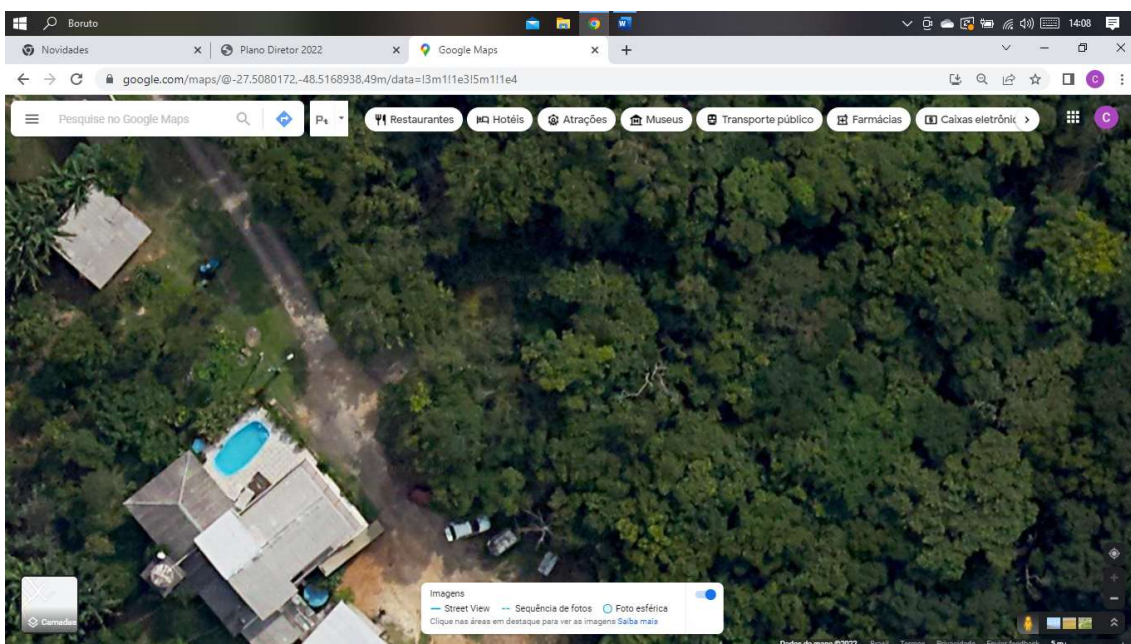 Boruto
14:08
Novidades
Plano Diretor 2022
Google Maps
google.com/maps/@-27.5080172,-48.5168938,49m/data=!3m1!1e3!5m1!1e4
C
Pesquise no Google Maps
Restaurantes
Hotéis
Atrações
Museus
Transporte público
Farmácias
Caixas eletrônic
C
Imagens
Street View
Sequência de fotos
Foto esférica
Clique nas áreas em destaque para ver as imagens Saiba mais
Camadas
Dados do mapa ©2022 Brasil Termos Privacidade Enviar feedback 5 m